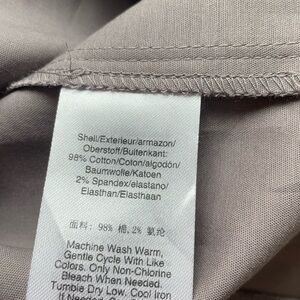 Shell/Exterieur/armazon/
Oberstoff/Buitenkant:
98% Cotton/Coton/algodón/
Baumwolle/Katoen
2% Spandex/elastano/
Elasthan/Elasthaan
面料: 98% 棉,2% 氨纶
Machine Wash Warm,
Gentle Cycle With Like
Colors. Only Non-Chlorine
Bleach When Needed.
Tumble Dry Low. Cool iron
If Needed.